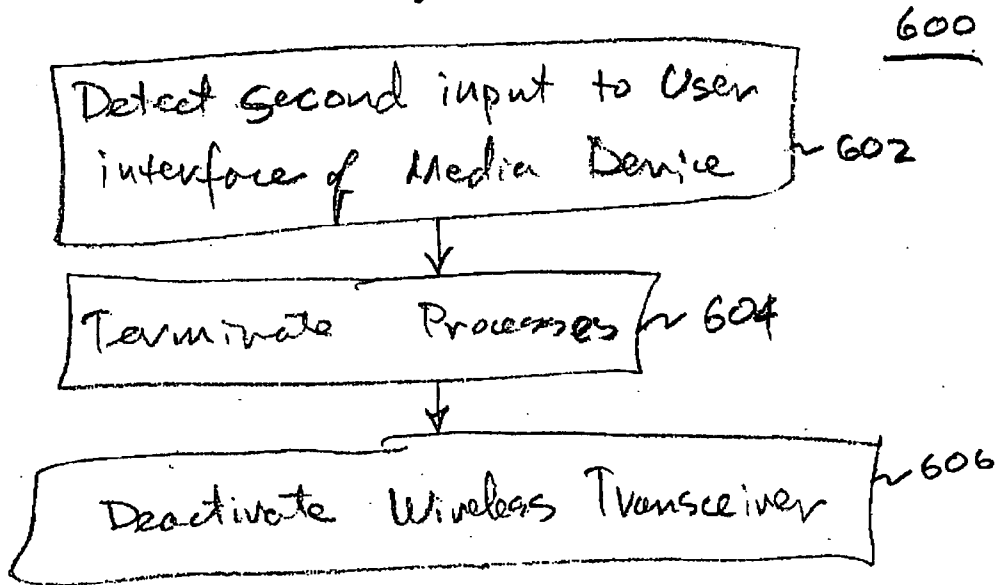 600
Detect second input to User
interface of Media Device
602
Terminate Processes
604
Deactivate Wireless Transceiver
606